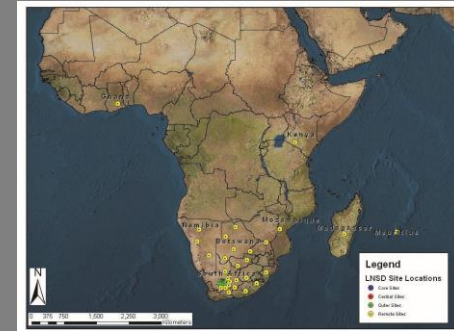 Ghana
Kenya
Namibia
Mozambique
Madagascar
Mauritius
Botswana
South Africa
N
Legend
LNSD Site Locations
Core Sites
Central Sites
Outer Sites
Remote Sites
0 375 750 1,500 2,250 3,000
Kilometers